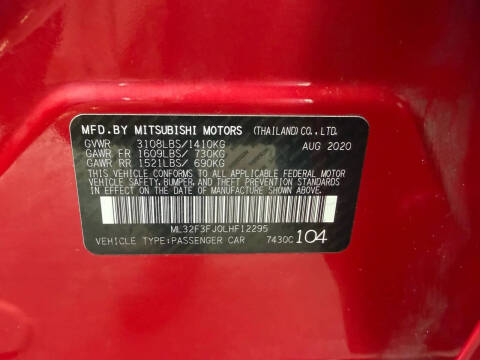 MFD.BY MITSUBISHI MOTORS (THAILAND) CO., LTD.
GVWR 3108LBS/1410KG AUG 2020
GAWR FR 1609LBS/ 730KG
GAWR RR 1521LBS/ 690KG
THIS VEHICLE CONFORMS TO ALL APPLICABLE FEDERAL MOTOR
VEHICLE SAFETY, BUMPER, AND THEFT PREVENTION STANDARDS
IN EFFECT ON THE DATE OF MANUFACTURE SHOWN ABOVE.
ML32F3FJ0LHF12295
VEHICLE TYPE:PASSENGER CAR 7430C 104